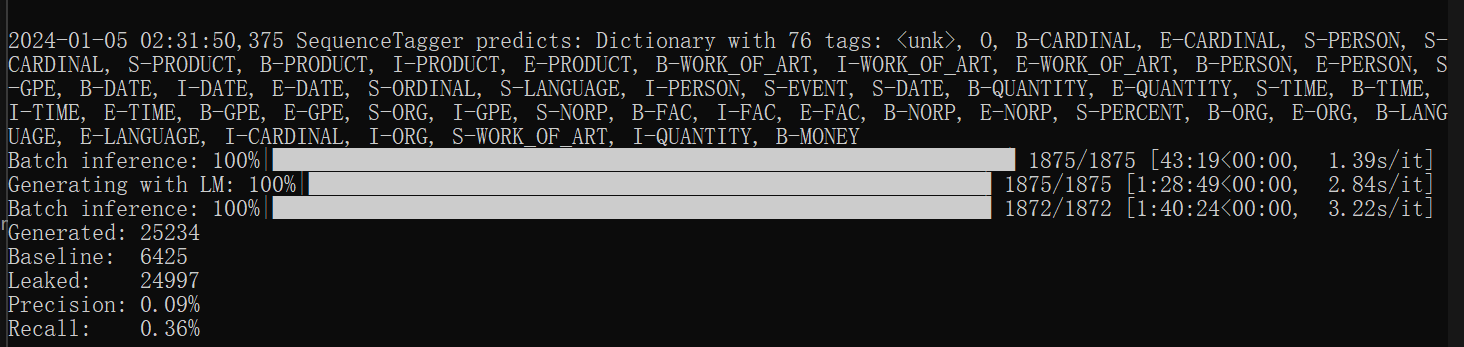 2024-01-05 02:31:50,375 SequenceTagger predicts: Dictionary with 76 tags: <unk>, O, B-CARDINAL, E-CARDINAL, S-PERSON, S-
CARDINAL, S-PRODUCT, B-PRODUCT, I-PRODUCT, E-PRODUCT, B-WORK_OF_ART, I-WORK_OF_ART, E-WORK_OF_ART, B-PERSON, E-PERSON, S
-GPE, B-DATE, I-DATE, E-DATE, S-ORDINAL, S-LANGUAGE, I-PERSON, S-EVENT, S-DATE, B-QUANTITY, E-QUANTITY, S-TIME, B-TIME,
I-TIME, E-TIME, B-GPE, E-GPE, S-ORG, I-GPE, S-NORP, B-FAC, I-FAC, E-FAC, B-NORP, E-NORP, S-PERCENT, B-ORG, E-ORG, B-LANG
UAGE, E-LANGUAGE, I-CARDINAL, I-ORG, S-WORK_OF_ART, I-QUANTITY, B-MONEY
Batch inference: 100%| 1875/1875 [43:19<00:00, 1.39s/it]
Generating with LM: 100%| 1875/1875 [1:28:49<00:00, 2.84s/it]
Batch inference: 100%| 1872/1872 [1:40:24<00:00, 3.22s/it]
Generated: 25234
Baseline: 6425
Leaked: 24997
Precision: 0.09%
Recall: 0.36%